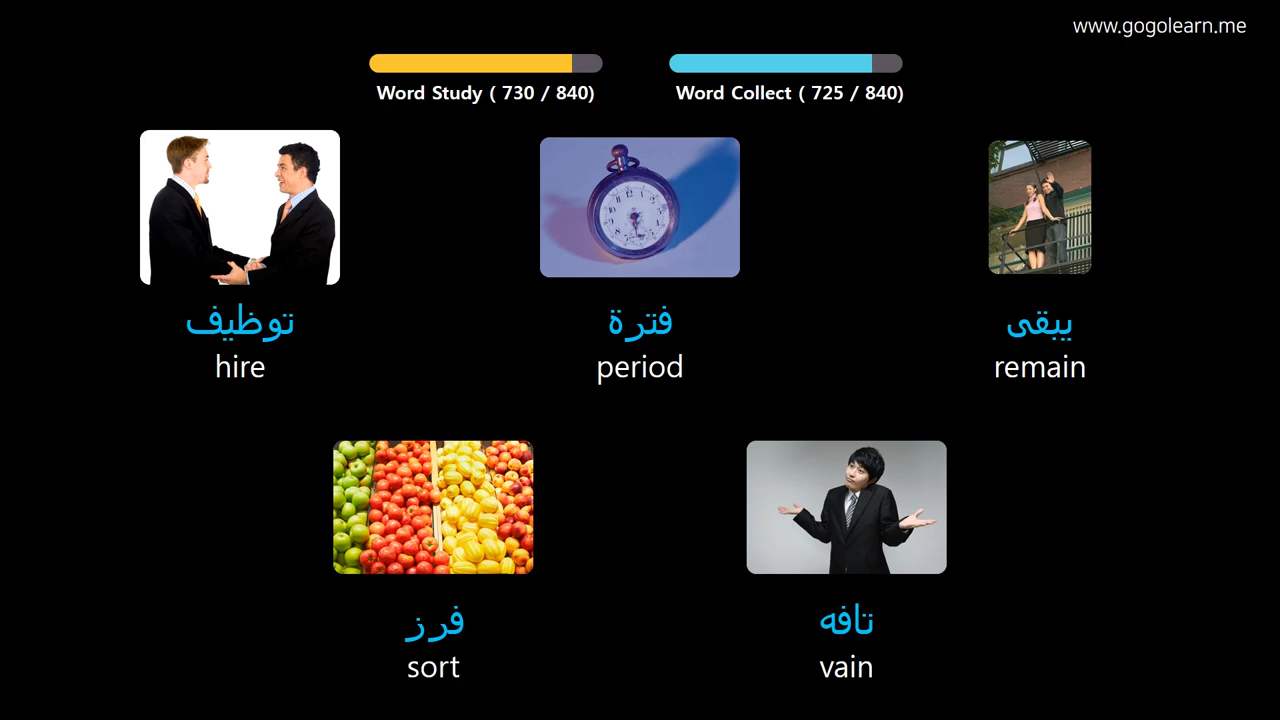 www.gogolearn.me
Word Study ( 730 / 840)
Word Collect ( 725 / 840)
توظيف
hire
فترة
period
يبقى
remain
فرز
sort
تافه
vain